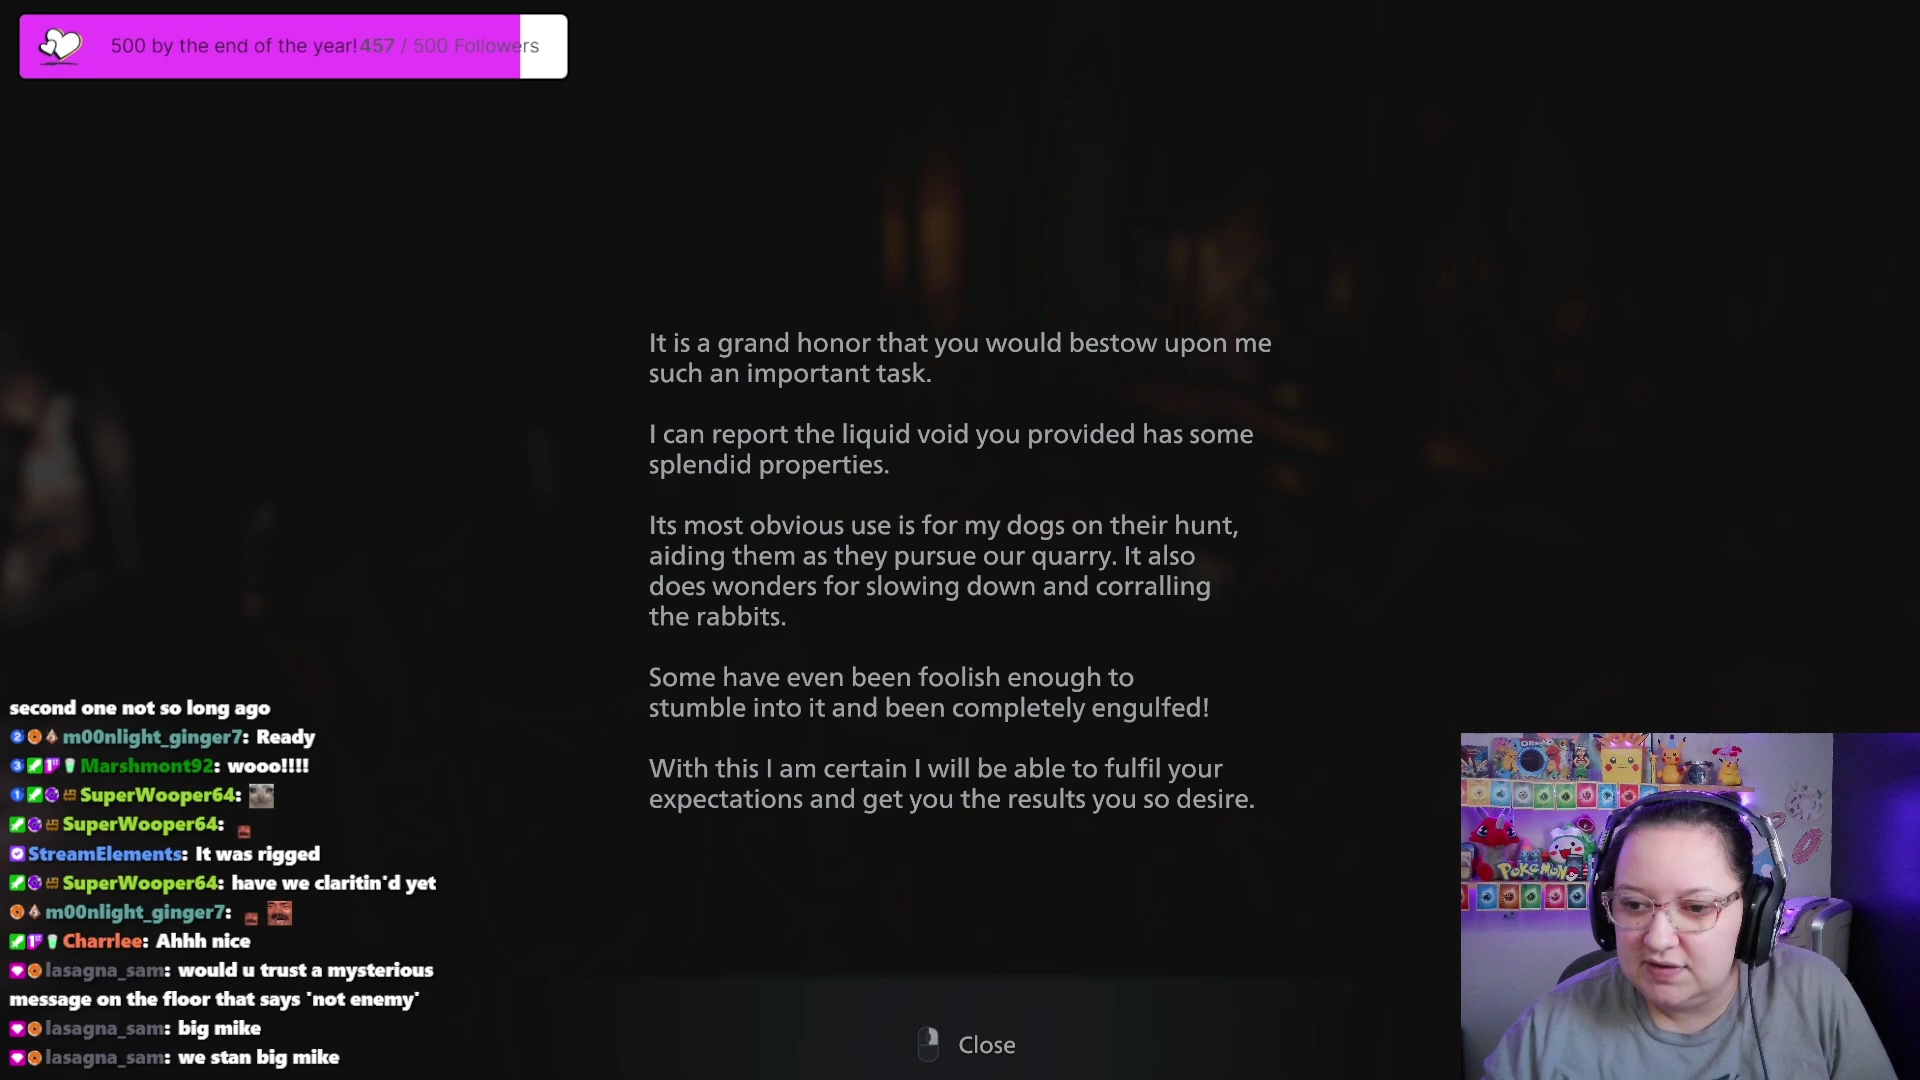 500 by the end of the year!457 / 500 Followers
It is a grand honor that you would bestow upon me
such an important task.
I can report the liquid void you provided has some
splendid properties.
Its most obvious use is for my dogs on their hunt,
aiding them as they pursue our quarry. It also
does wonders for slowing down and corralling
the rabbits.
Some have even been foolish enough to
stumble into it and been completely engulfed!
With this I am certain I will be able to fulfil your
expectations and get you the results you so desire.
Close
second one not so long ago
m00nlight_ginger7: Ready
Marshmont92: wooo!!!!
SuperWooper64:
SuperWooper64:
StreamElements: It was rigged
SuperWooper64: have we claritin'd yet
m00nlight_ginger7:
Charrlee: Ahhh nice
lasagna_sam: would u trust a mysterious
message on the floor that says 'not enemy'
lasagna_sam: big mike
lasagna_sam: we stan big mike
POKEMON